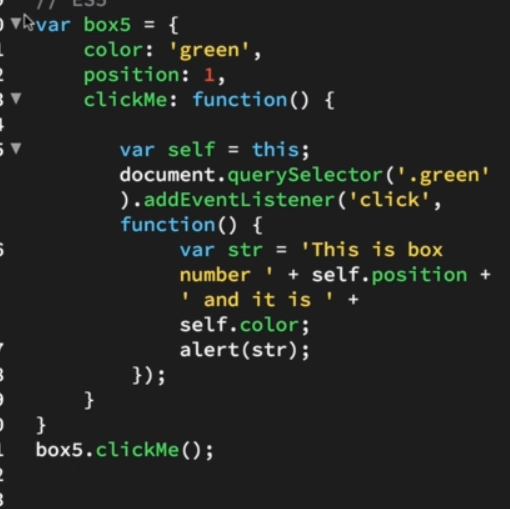 // ES5
var box5 = {
color: 'green',
position: 1,
clickMe: function() {
var self = this;
document.querySelector('.green'
).addEventListener('click',
function() {
var str = 'This is box
number ' + self.position +
' and it is ' +
self.color;
alert(str);
});
}
}
box5.clickMe();